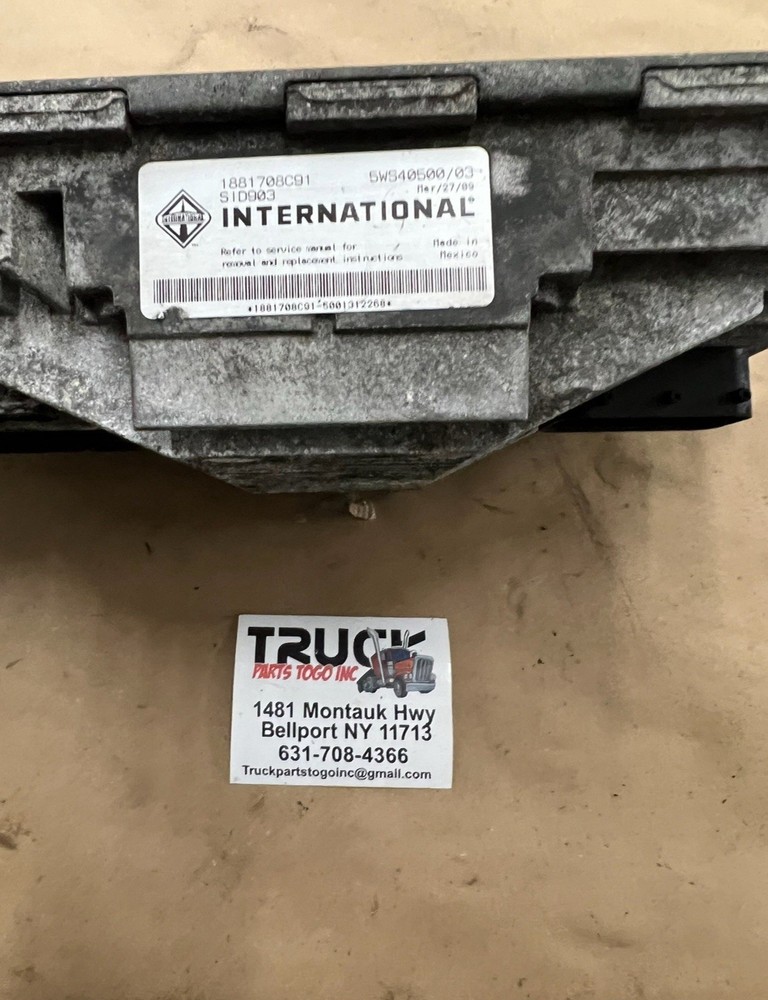 1881708C91 5WS40500/03
SID903 Mar/27/09
INTERNATIONAL
INTERNATIONAL®
Refer to service manual for Made in
removal and replacement instructions Mexico
*1881708C91-5001312268*
TRUCK
PARTS TOGO INC
1481 Montauk Hwy
Bellport NY 11713
631-708-4366
Truckpartstogoinc@gmail.com